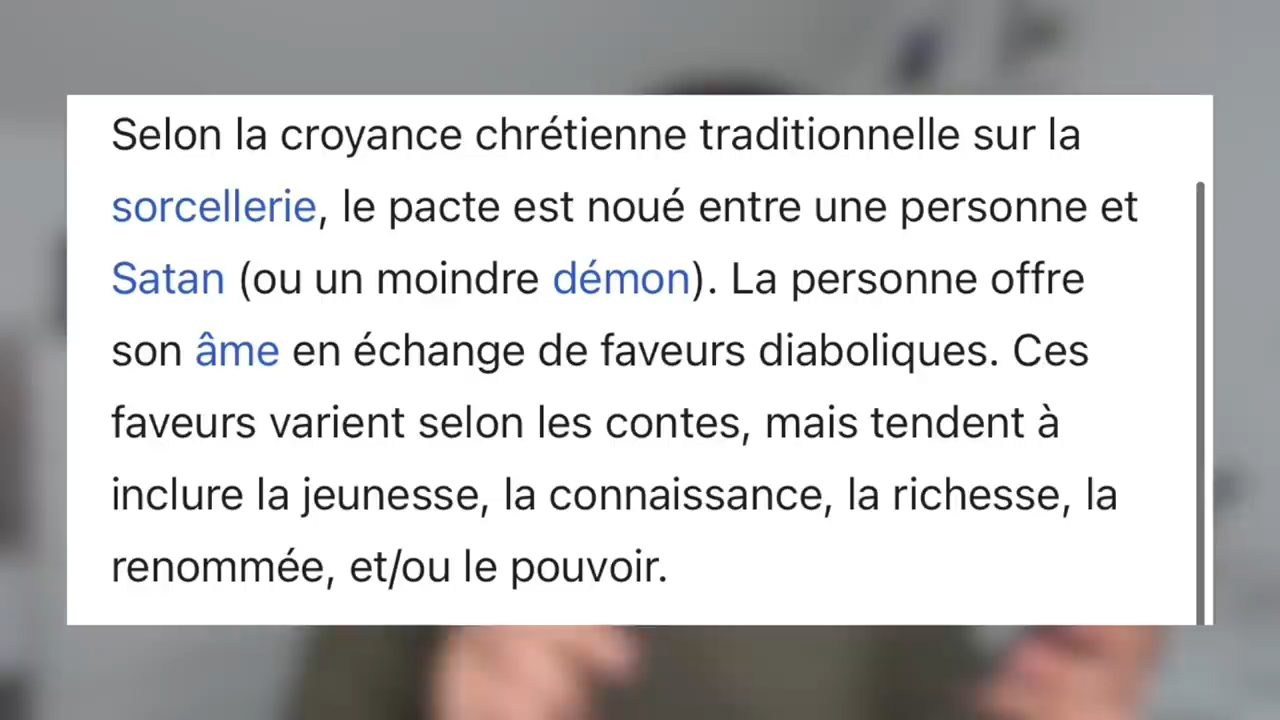 Selon la croyance chrétienne traditionnelle sur la
sorcellerie, le pacte est noué entre une personne et
Satan (ou un moindre démon). La personne offre
son âme en échange de faveurs diaboliques. Ces
faveurs varient selon les contes, mais tendent à
inclure la jeunesse, la connaissance, la richesse, la
renommée, et/ou le pouvoir.